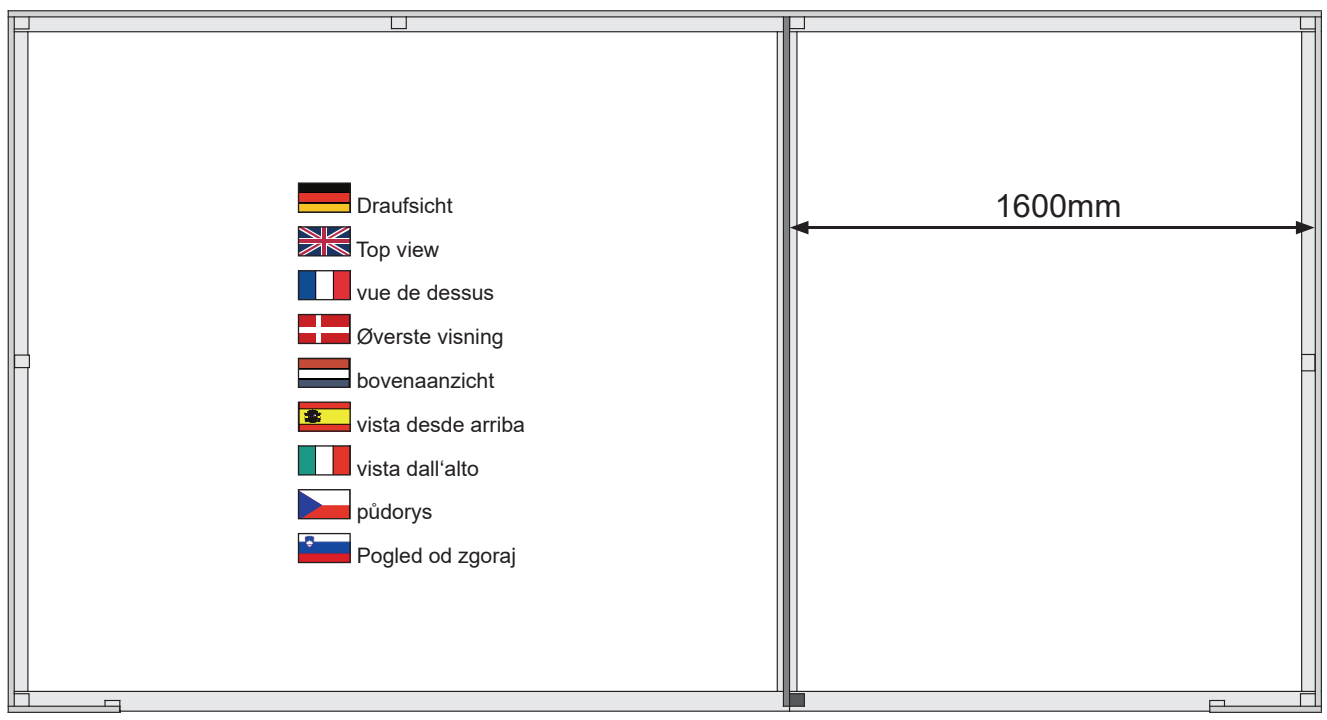 1600mm
Draufsicht
Top view
vue de dessus
Øverste visning
bovenaanzicht
vista desde arriba
vista dall‘alto
půdorys
Pogled od zgoraj